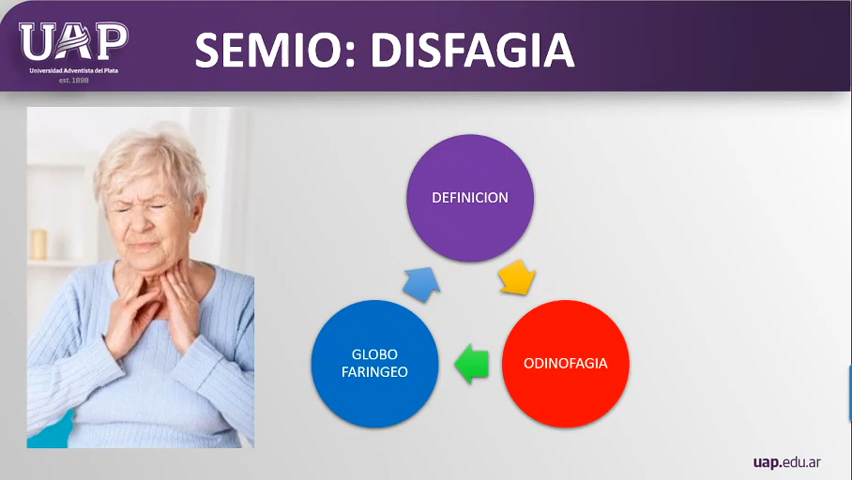 UAP
Universidad Adventista del Plata
est. 1898
SEMIO: DISFAGIA
DEFINICION
GLOBO
FARINGEO
ODINOFAGIA
uap.edu.ar